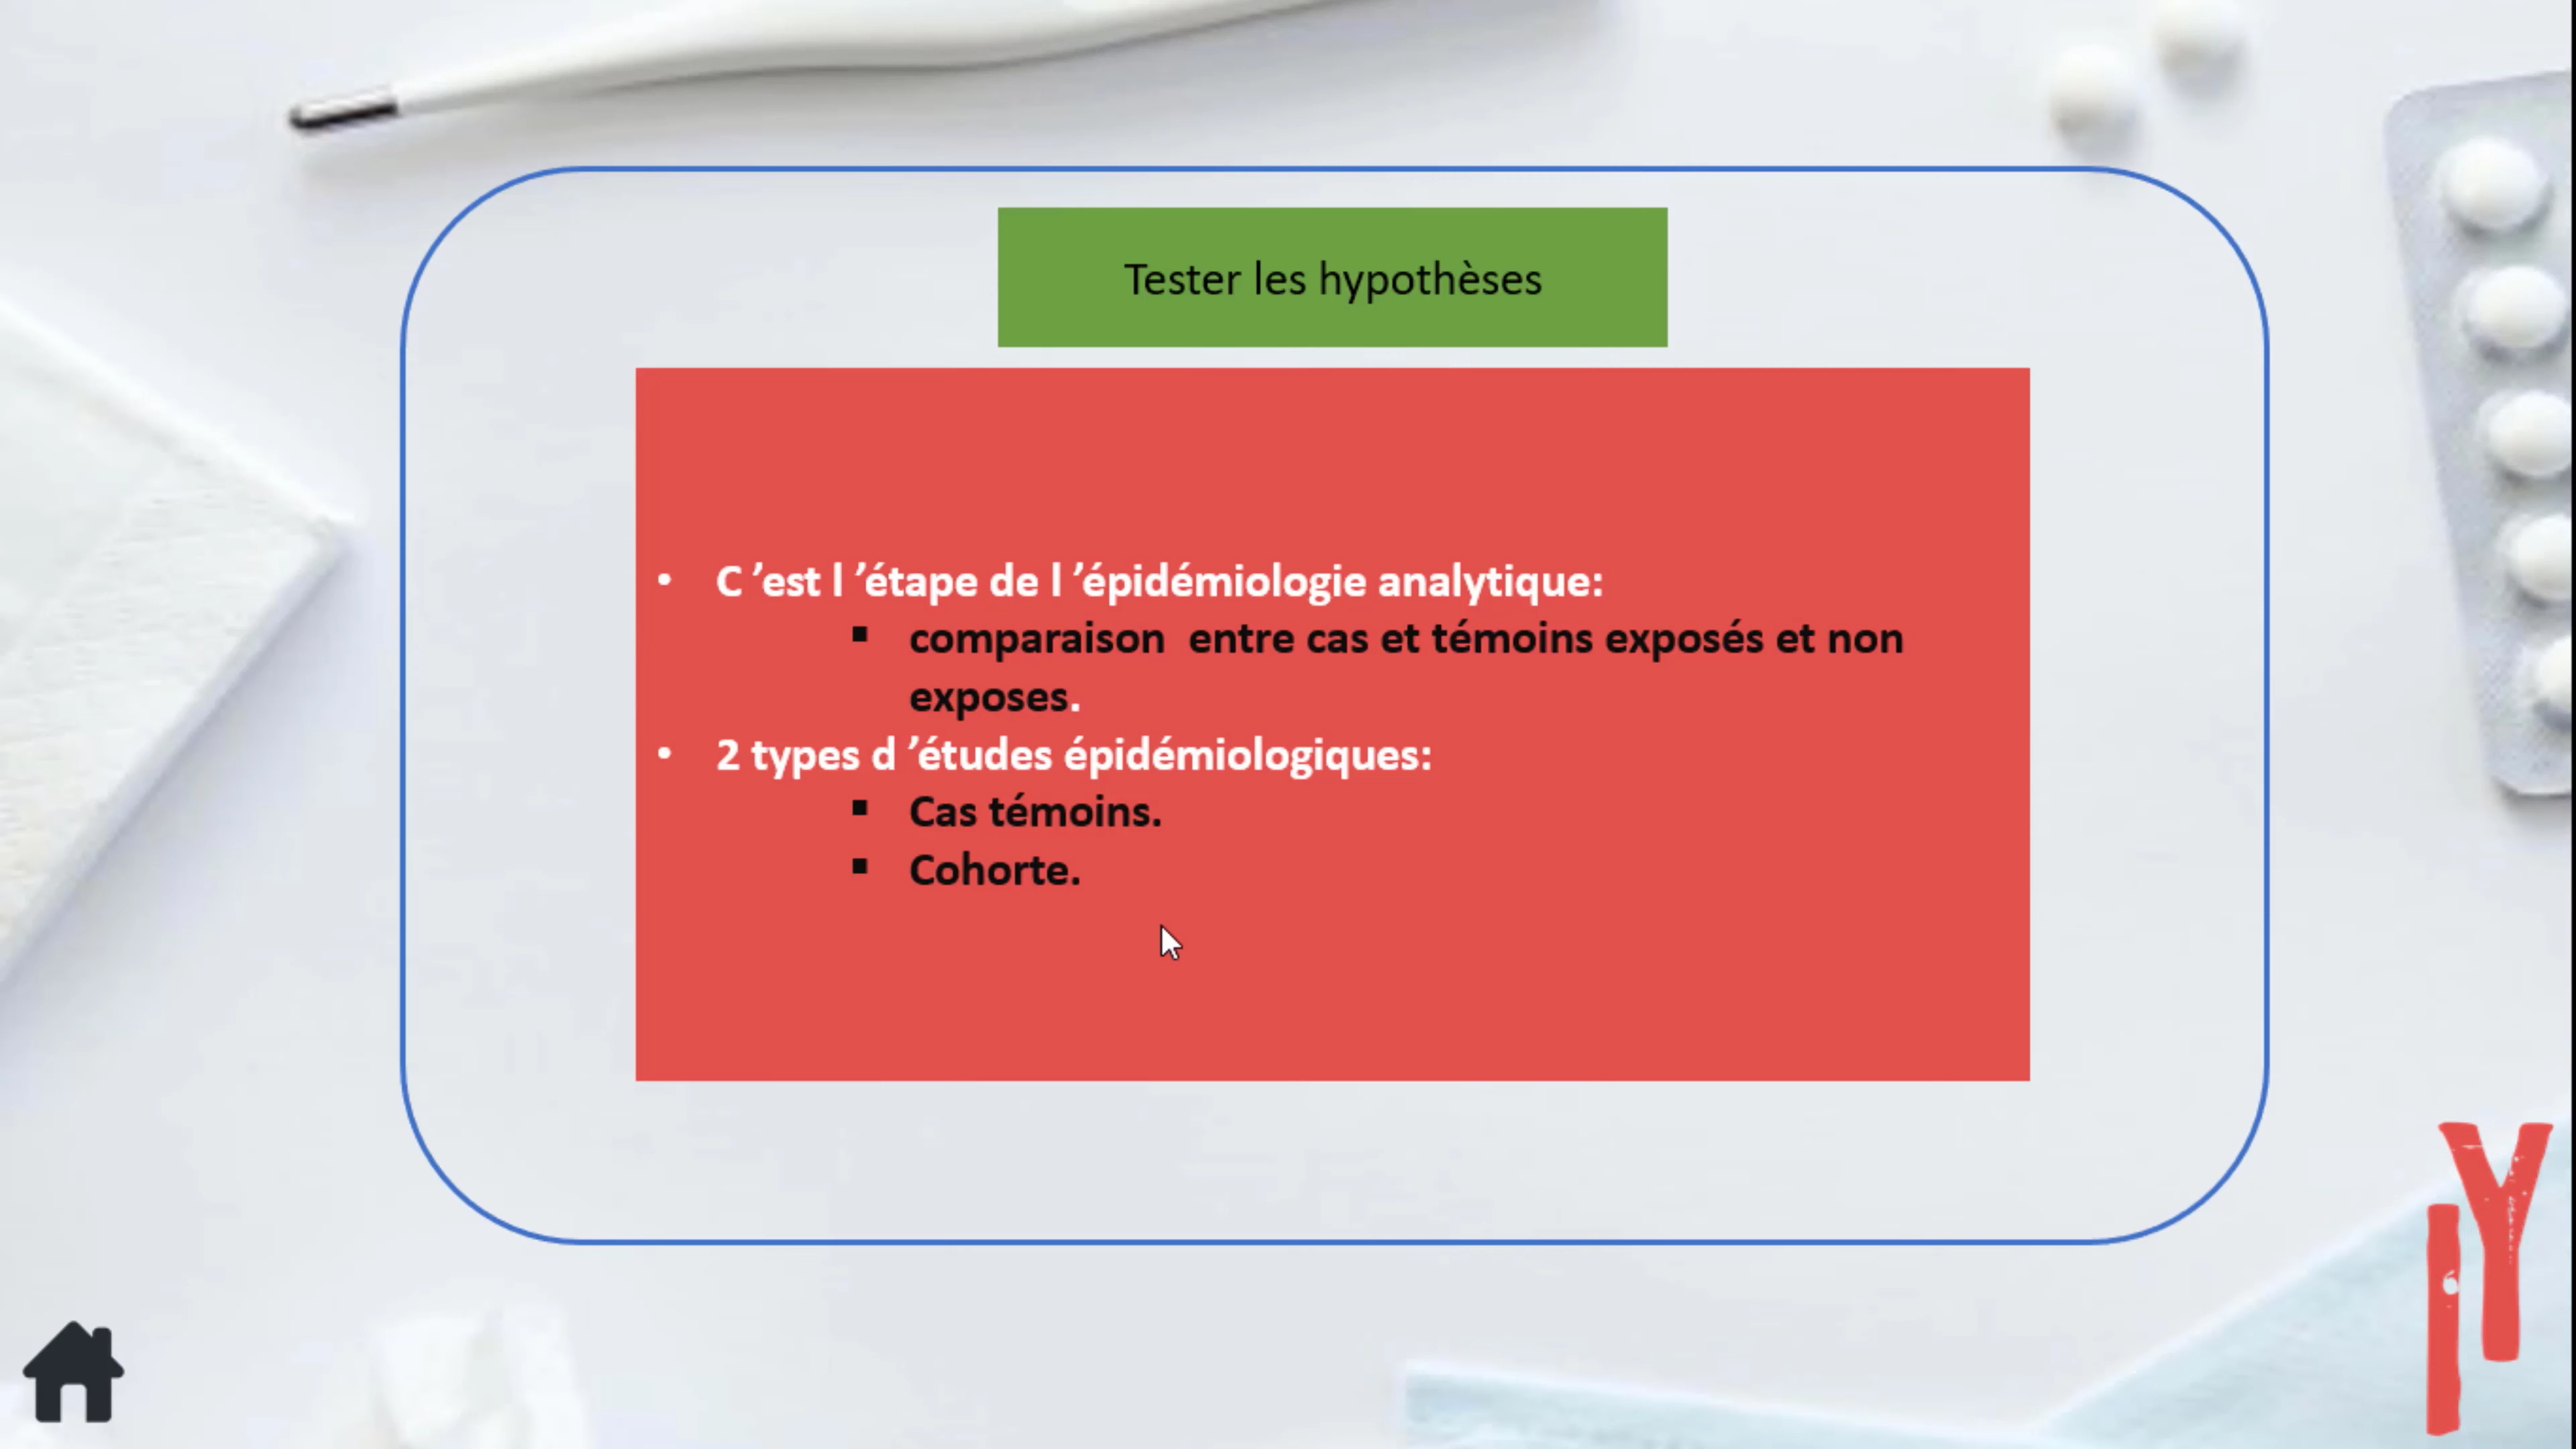 Tester les hypothèses
• C ’est l ’étape de l ’épidémiologie analytique:
▪ comparaison  entre cas et témoins exposés et non
exposes.
• 2 types d ’études épidémiologiques:
▪ Cas témoins.
▪ Cohorte.
IY